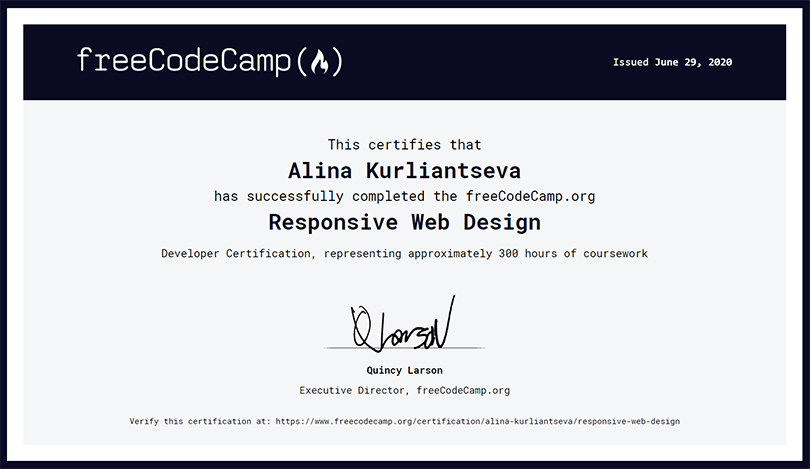 freeCodeCamp(🔥)
Issued June 29, 2020
This certifies that
Alina Kurliantseva
has successfully completed the freeCodeCamp.org
Responsive Web Design
Developer Certification, representing approximately 300 hours of coursework
Q Larson
Quincy Larson
Executive Director, freeCodeCamp.org
Verify this certification at: https://www.freecodecamp.org/certification/alina-kurliantseva/responsive-web-design